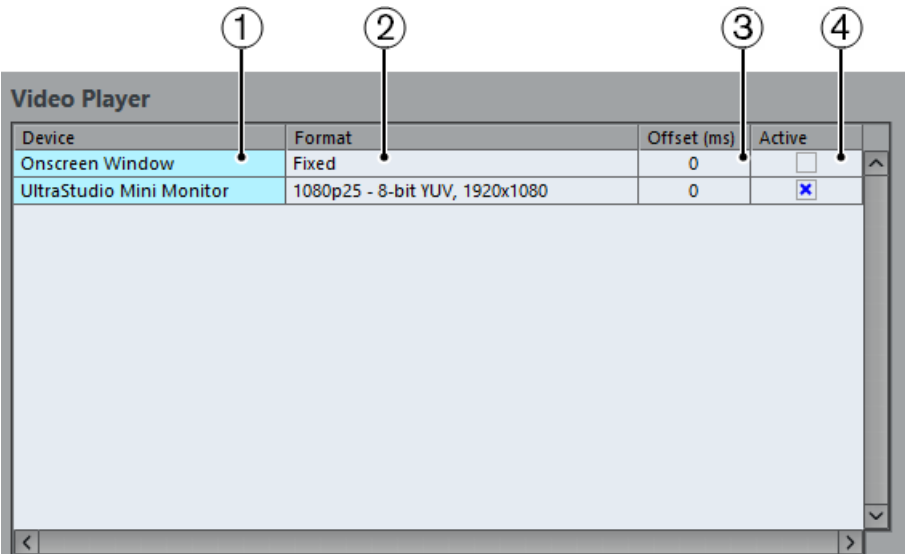 1 2 3 4
Video Player
Device Format Offset (ms) Active
Onscreen Window Fixed 0
UltraStudio Mini Monitor 1080p25 - 8-bit YUV, 1920x1080 0